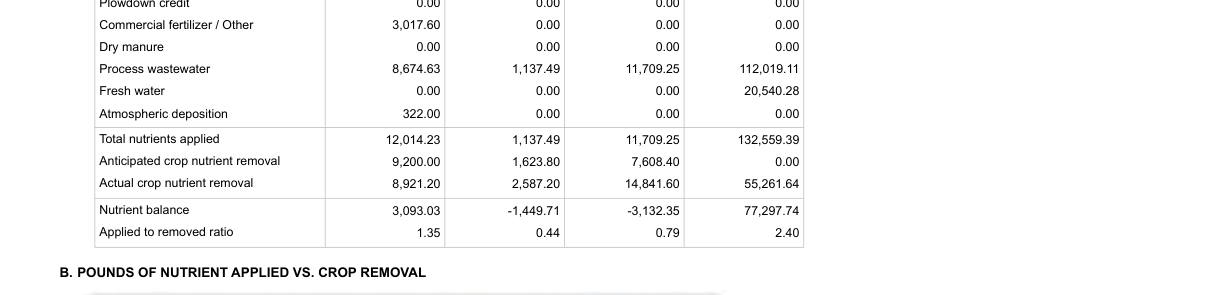 Plowdown credit 0.00 0.00 0.00 0.00
Commercial fertilizer / Other 3,017.60 0.00 0.00 0.00
Dry manure 0.00 0.00 0.00 0.00
Process wastewater 8,674.63 1,137.49 11,709.25 112,019.11
Fresh water 0.00 0.00 0.00 20,540.28
Atmospheric deposition 322.00 0.00 0.00 0.00
Total nutrients applied 12,014.23 1,137.49 11,709.25 132,559.39
Anticipated crop nutrient removal 9,200.00 1,623.80 7,608.40 0.00
Actual crop nutrient removal 8,921.20 2,587.20 14,841.60 55,261.64
Nutrient balance 3,093.03 -1,449.71 -3,132.35 77,297.74
Applied to removed ratio 1.35 0.44 0.79 2.40
B. POUNDS OF NUTRIENT APPLIED VS. CROP REMOVAL